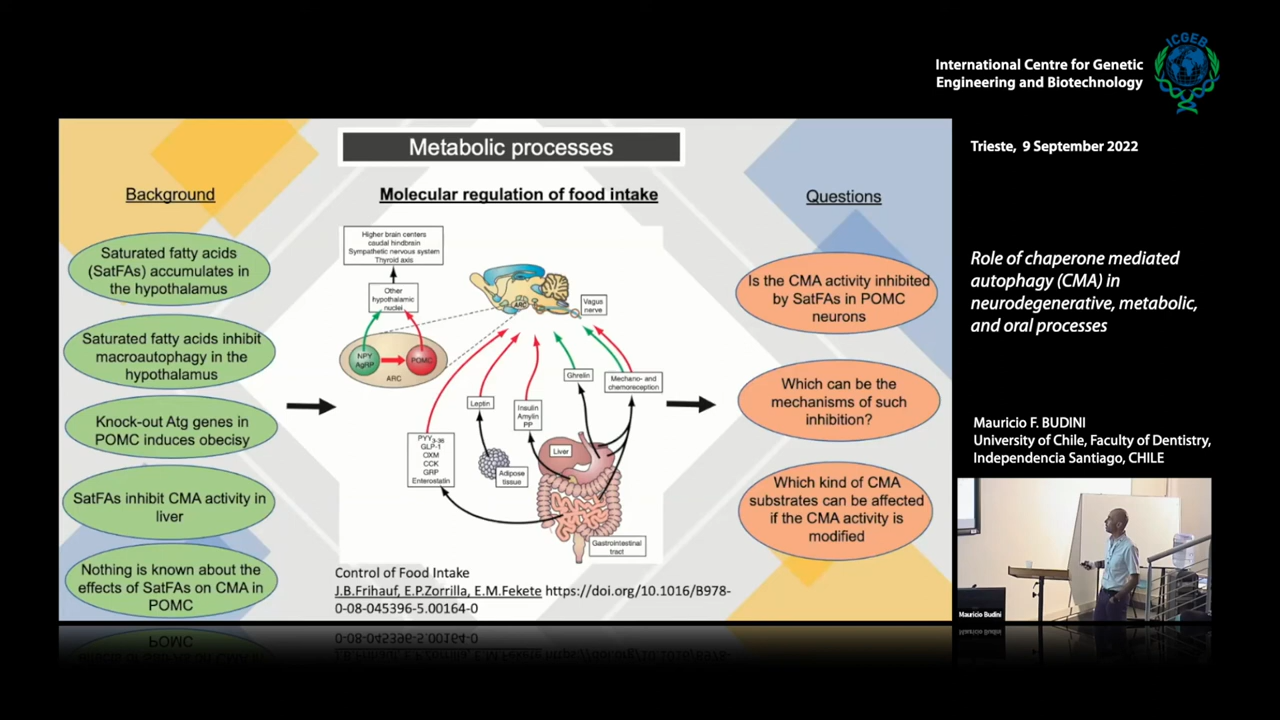 ICGEB
International Centre for Genetic
Engineering and Biotechnology
Trieste, 9 September 2022
Role of chaperone mediated
autophagy (CMA) in
neurodegenerative, metabolic,
and oral processes
Mauricio F. BUDINI
University of Chile, Faculty of Dentistry,
Independencia Santiago, CHILE
Mauricio Budini
Metabolic processes
Background
Saturated fatty acids
(SatFAs) accumulates in
the hypothalamus
Saturated fatty acids inhibit
macroautophagy in the
hypothalamus
Knock-out Atg genes in
POMC induces obecisy
SatFAs inhibit CMA activity in
liver
Nothing is known about the
effects of SatFAs on CMA in
POMC
Molecular regulation of food intake
Higher brain centers
caudal hindbrain
Sympathetic nervous system
Thyroid axis
Other
hypothalamic
nuclei
NPY
AgRP
POMC
ARC
ARC
Vagus
nerve
Ghrelin
Mechano- and
chemoreception
Leptin
Insulin
Amylin
PP
PYY3-36
GLP-1
OXM
CCK
GRP
Enterostatin
Adipose
tissue
Liver
Gastrointestinal
tract
Control of Food Intake
J.B.Frihauf, E.P.Zorrilla, E.M.Fekete https://doi.org/10.1016/B978-
0-08-045396-5.00164-0
Questions
Is the CMA activity inhibited
by SatFAs in POMC
neurons
Which can be the
mechanisms of such
inhibition?
Which kind of CMA
substrates can be affected
if the CMA activity is
modified